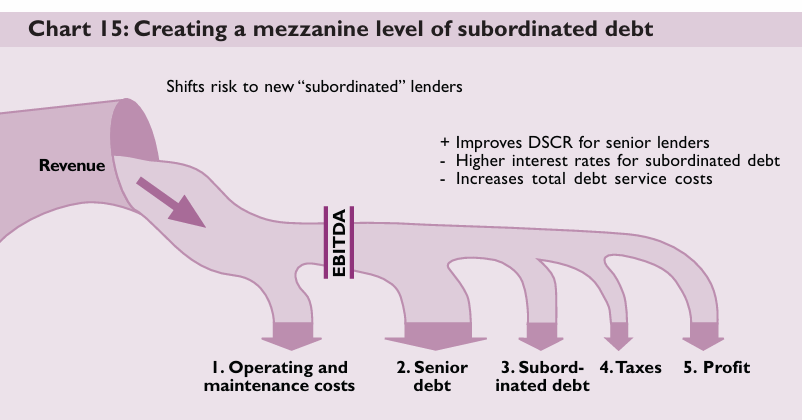 Chart 15: Creating a mezzanine level of subordinated debt
Shifts risk to new “subordinated” lenders
+ Improves DSCR for senior lenders
- Higher interest rates for subordinated debt
- Increases total debt service costs
Revenue
EBITDA
1. Operating and
maintenance costs
2. Senior
debt
3. Subord-
inated debt
4. Taxes
5. Profit